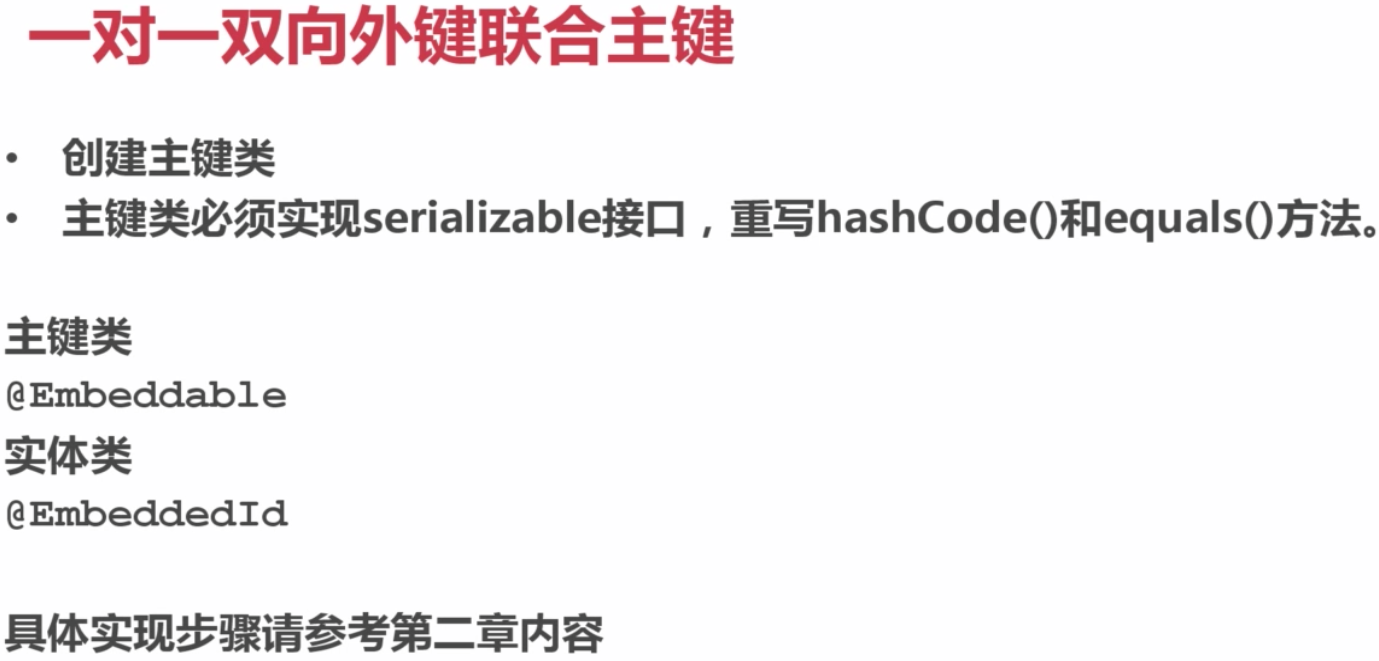 一对一双向外键联合主键
• 创建主键类
• 主键类必须实现serializable接口，重写hashCode()和equals()方法。
主键类
@Embeddable
实体类
@EmbeddedId
具体实现步骤请参考第二章内容